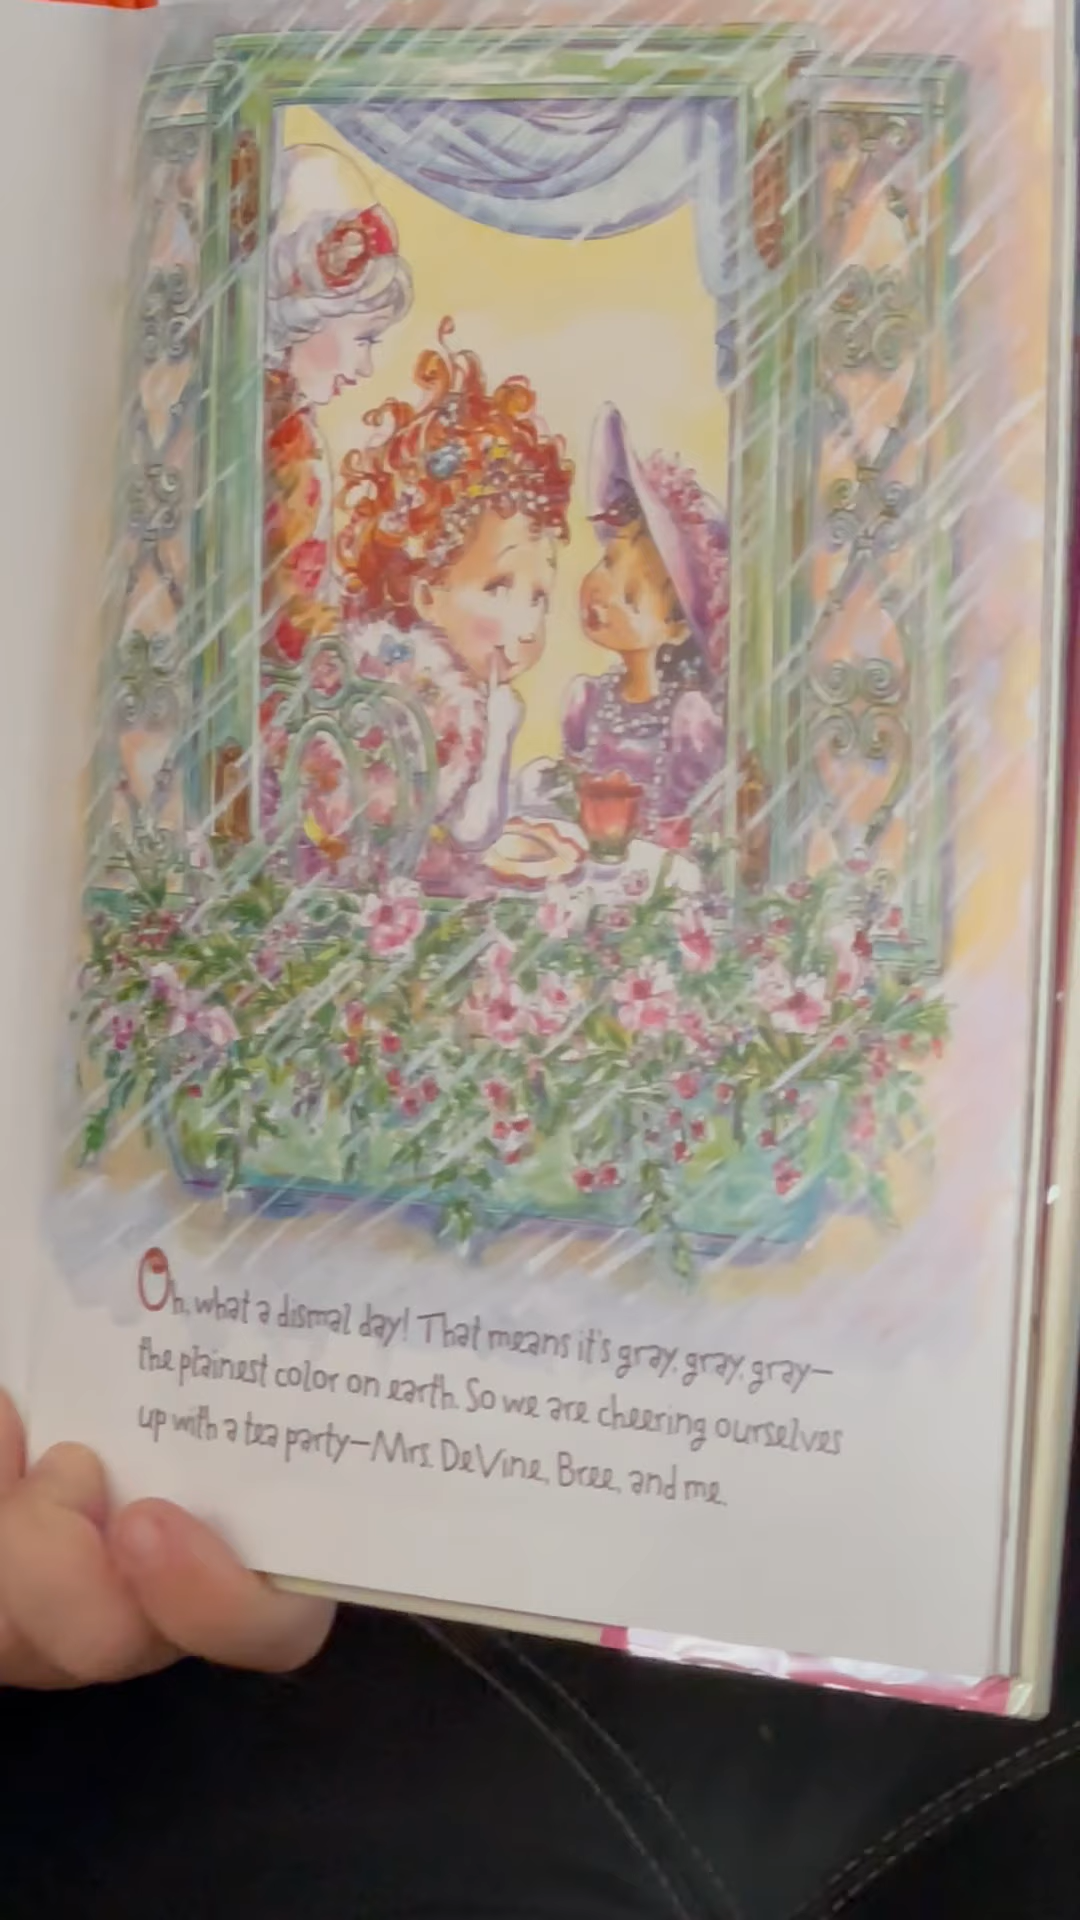 Oh, what a dismal day! That means it's gray, gray, gray—
the plainest color on earth. So we are cheering ourselves
up with a tea party—Mrs. DeVine, Bree, and me.